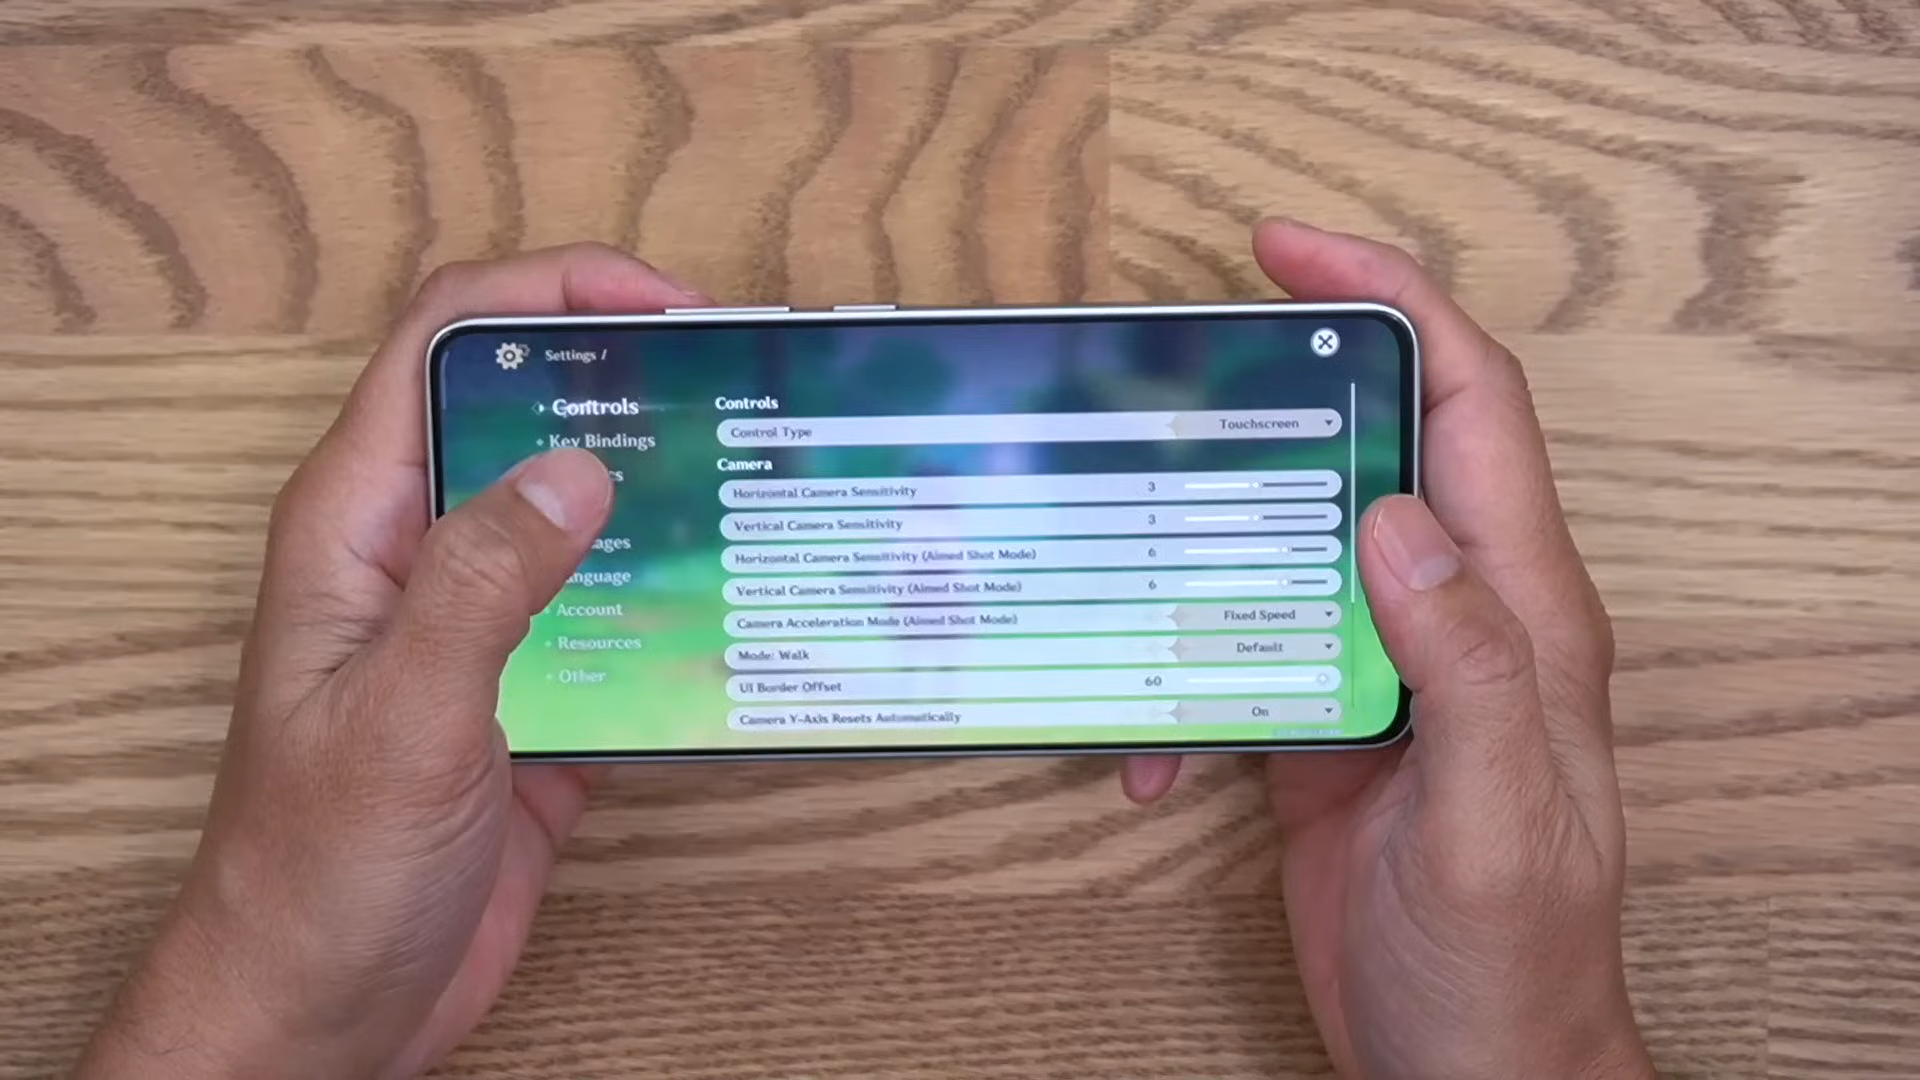 Settings /
Controls
Key Bindings
cs
ages
nguage
Account
Resources
Other
Controls
Control Type Touchscreen
Camera
Horizontal Camera Sensitivity 3
Vertical Camera Sensitivity 3
Horizontal Camera Sensitivity (Aimed Shot Mode) 6
Vertical Camera Sensitivity (Aimed Shot Mode) 6
Camera Acceleration Mode (Aimed Shot Mode) Fixed Speed
Mode: Walk Default
UI Border Offset 60
Camera Y-Axis Resets Automatically On